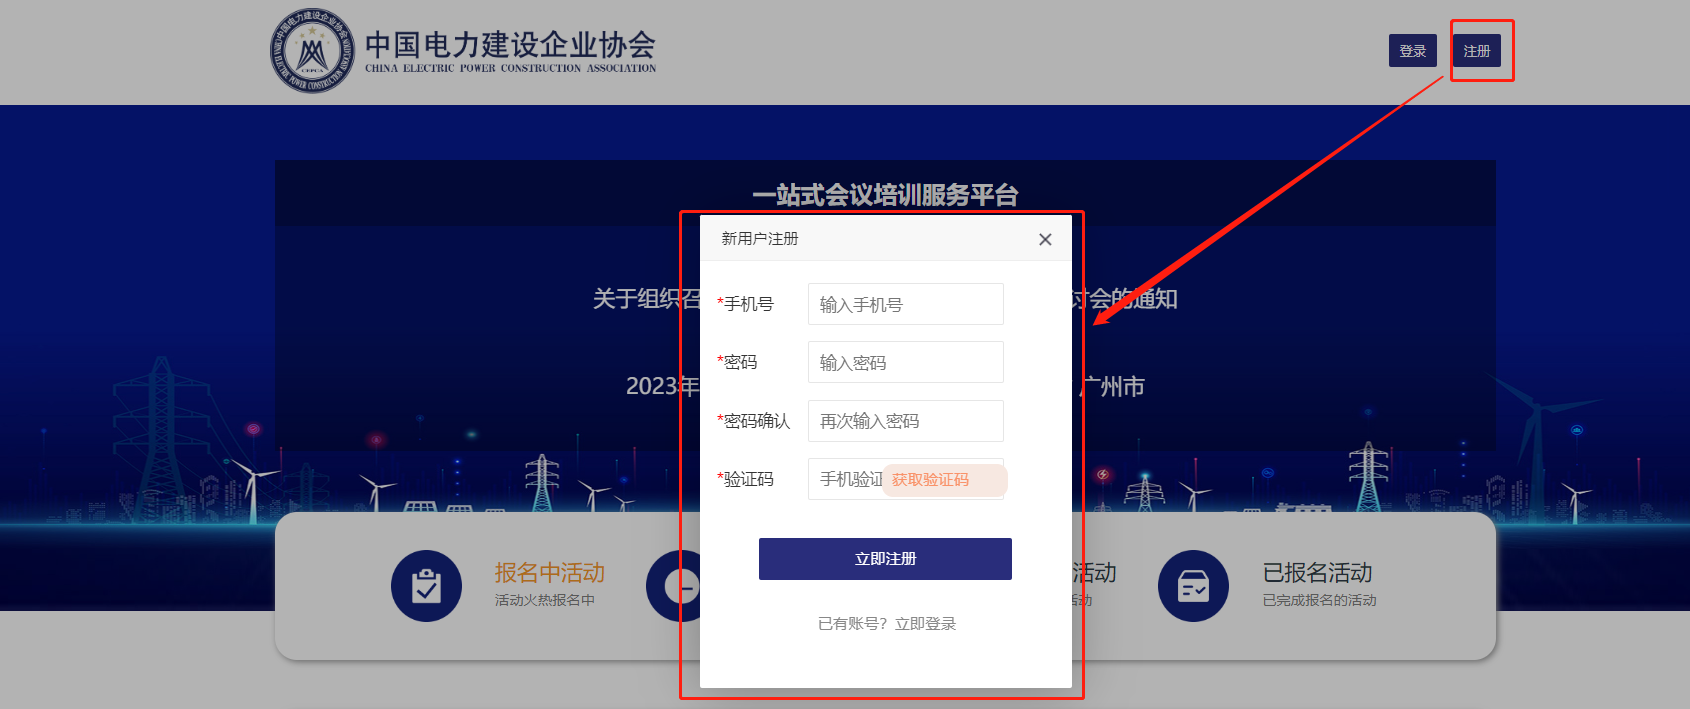 中国电力建设企业协会
CHINA ELECTRIC POWER CONSTRUCTION ASSOCIATION
登录
注册
一站式会议培训服务平台
新用户注册
关于组织召
讨会的通知
*手机号
输入手机号
*密码
输入密码
2023年
广州市
*密码确认
再次输入密码
*验证码
手机验证
获取验证码
立即注册
报名中活动
活动火热报名中
活动
活动
已报名活动
已完成报名的活动
已有账号？立即登录